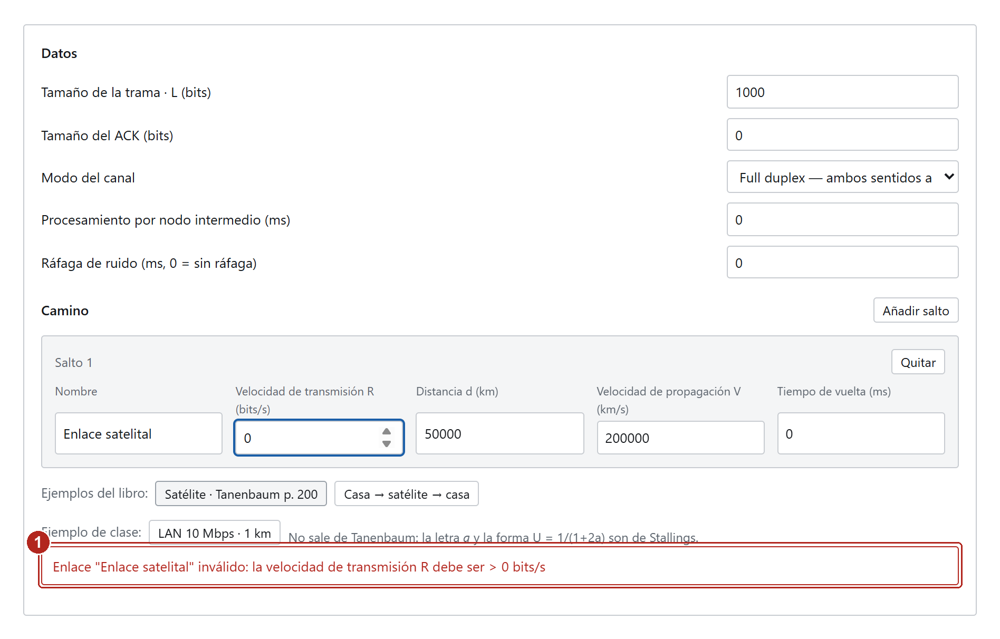 Datos
Tamaño de la trama · L (bits)
1000
Tamaño del ACK (bits)
0
Modo del canal
Full duplex — ambos sentidos a
Procesamiento por nodo intermedio (ms)
0
Ráfaga de ruido (ms, 0 = sin ráfaga)
0
Camino
Añadir salto
Salto 1
Quitar
Nombre
Velocidad de transmisión R
(bits/s)
Distancia d (km)
Velocidad de propagación V
(km/s)
Tiempo de vuelta (ms)
Enlace satelital
0
50000
200000
0
Ejemplos del libro:
Satélite · Tanenbaum p. 200
Casa → satélite → casa
Ejemplo de clase:
LAN 10 Mbps · 1 km
No sale de Tanenbaum: la letra a y la forma U = 1/(1+2a) son de Stallings.
1
Enlace "Enlace satelital" inválido: la velocidad de transmisión R debe ser > 0 bits/s